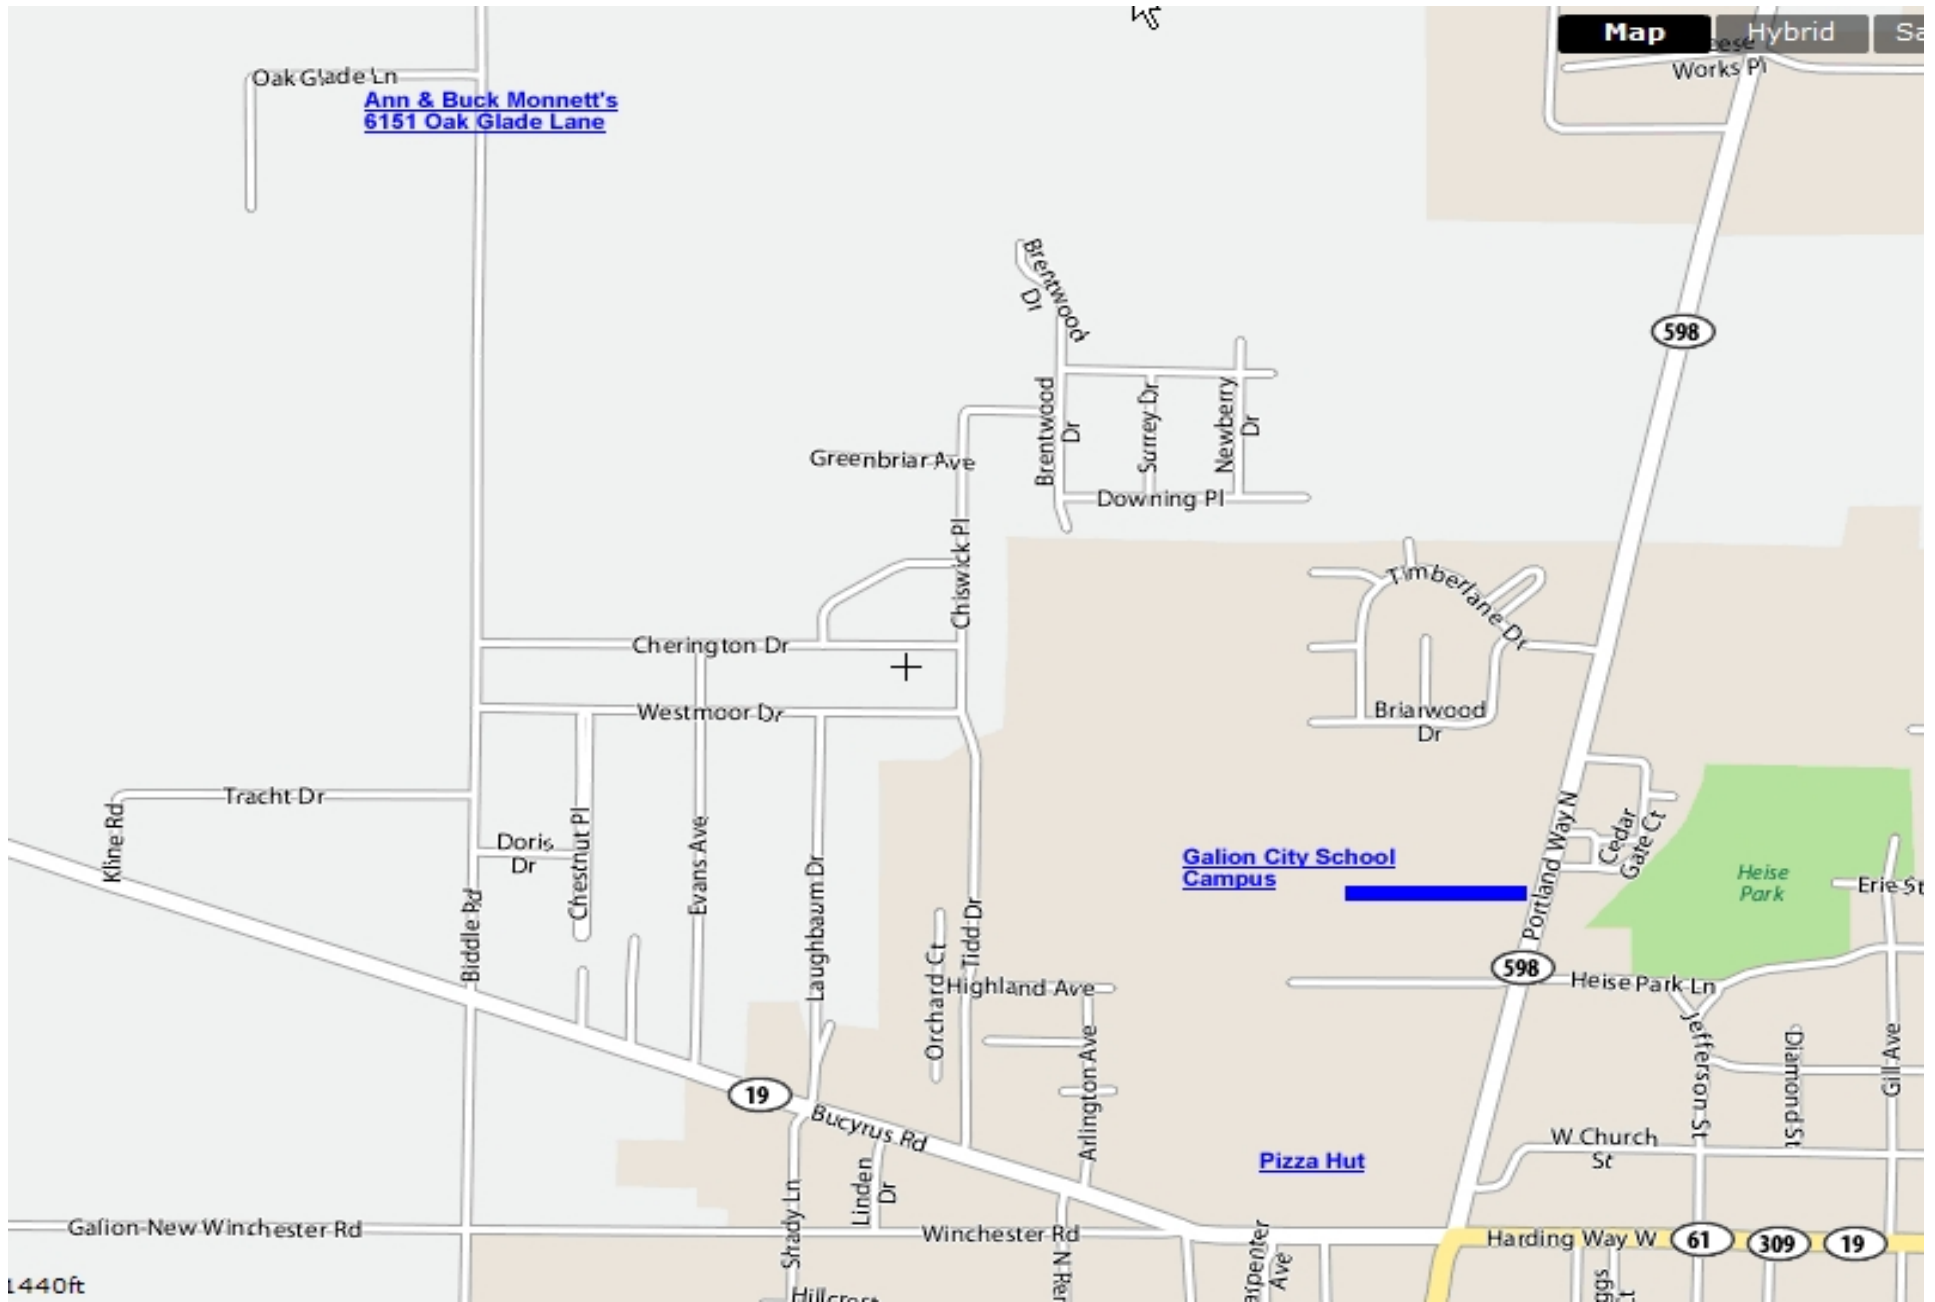 Map
Hybrid
Works Pl
Oak Glade Ln
Ann & Buck Monnett's
6151 Oak Glade Lane
Brentwood
Dr
598
Brentwood
Dr
Surrey Dr
Newberry
Dr
Greenbriar Ave
Downing Pl
Chiswick Pl
Timberlane Dr
Cherington Dr
Westmoor Dr
Briarwood
Dr
Tracht Dr
Kline Rd
Doris
Dr
Chestnut Pl
Evans Ave
Laughbaum Dr
Biddle Rd
Galion City School
Campus
Portland Way N
Cedar
Gate Ct
Heise
Park
Erie St
Orchard Ct
Tidd Dr
Highland Ave
598
Heise Park Ln
Jefferson St
Diamond St
Gill Ave
Arlington Ave
19
Bucyrus Rd
W Church
St
Pizza Hut
Shady Ln
Linden
Dr
Galion-New Winchester Rd
Winchester Rd
Harding Way W
61
309
19
Ave
1440ft